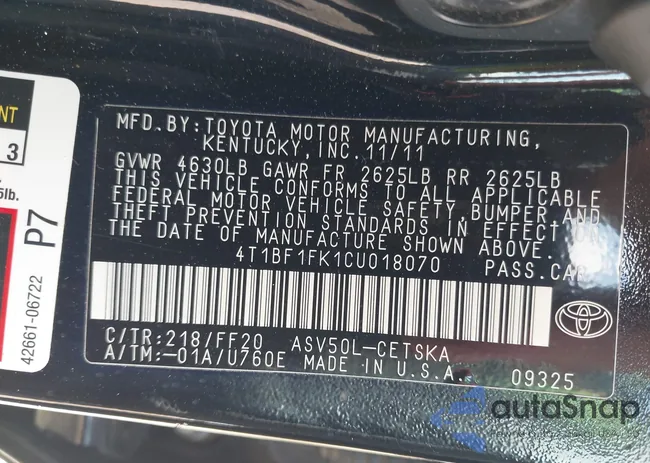 NT
3
5lb.
P7
42661-06722
MFD.BY:TOYOTA MOTOR MANUFACTURING,
KENTUCKY, INC. 11/11
GVWR 4630LB GAWR FR 2625LB RR 2625LB
THIS VEHICLE CONFORMS TO ALL APPLICABLE
FEDERAL MOTOR VEHICLE SAFETY, BUMPER AND
THEFT PREVENTION STANDARDS IN EFFECT ON
THE DATE OF MANUFACTURE SHOWN ABOVE.
4T1BF1FK1CU018070 PASS.CAR
C/TR:218/FF20 ASV50L-CETSKA
A/TM:-01A/U760E MADE IN U.S.A. 09325
autoSnap